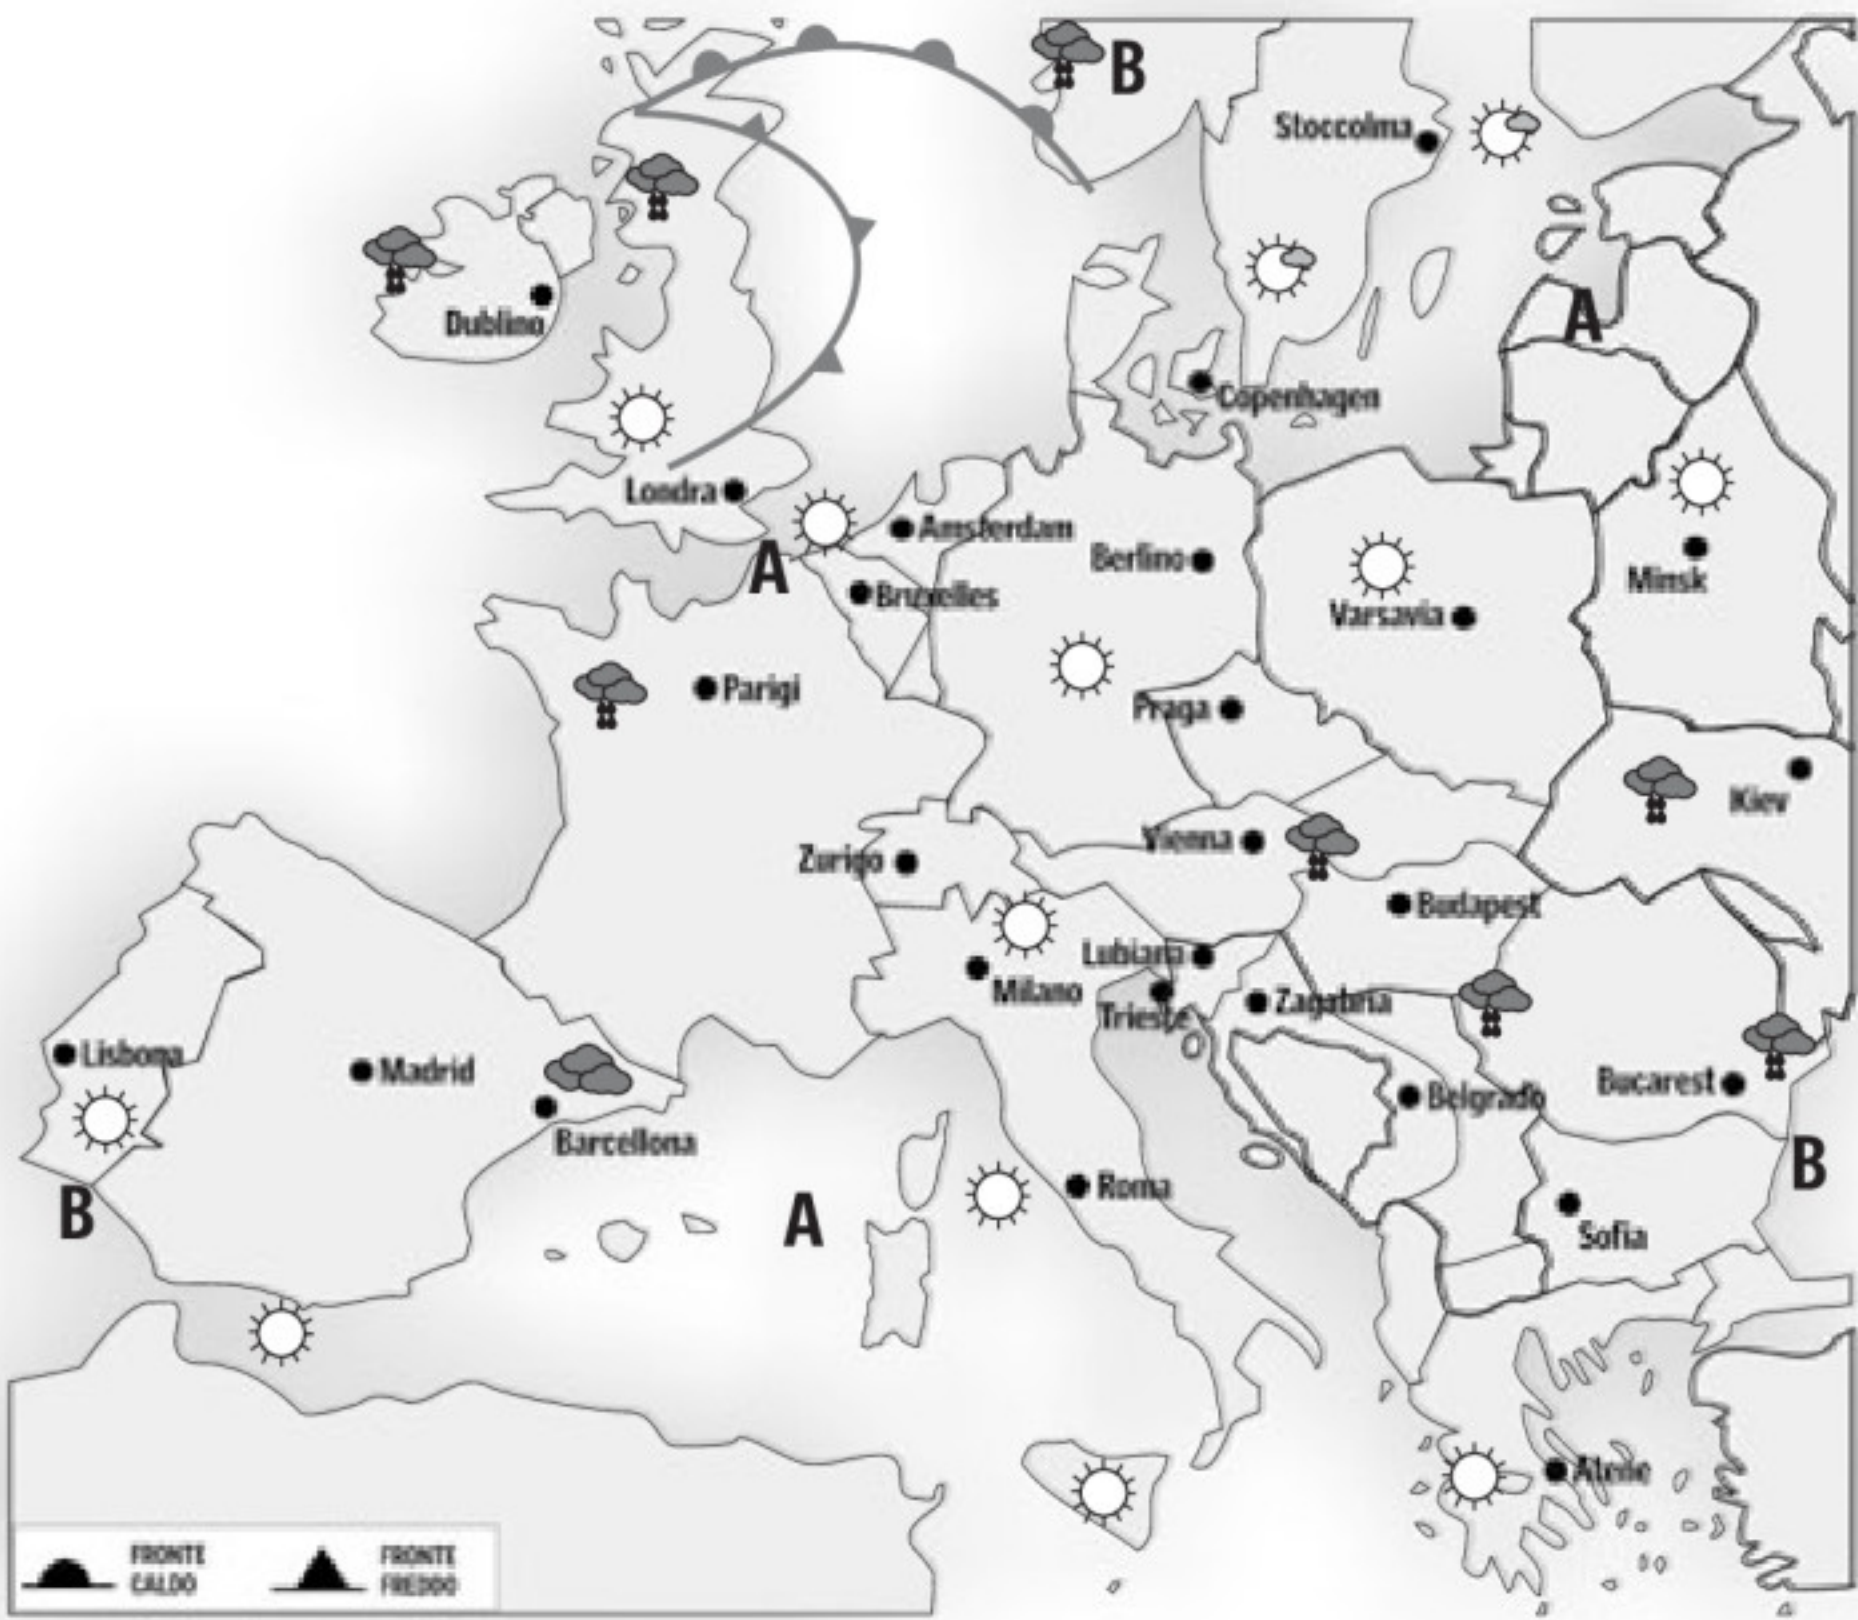 B
Stoccolma
A
Dublino
Copenhagen
Londra
Amsterdam
Berlino
A
Bruxelles
Minsk
Varsavia
Parigi
Praga
Kiev
Vienna
Zurigo
Budapest
Lubiana
Milano
Trieste
Zagabria
Lisbona
Madrid
Bucarest
Belgrado
Barcellona
B
Roma
B
A
Sofia
Atene
FRONTE
CALDO
FRONTE
FREDDO